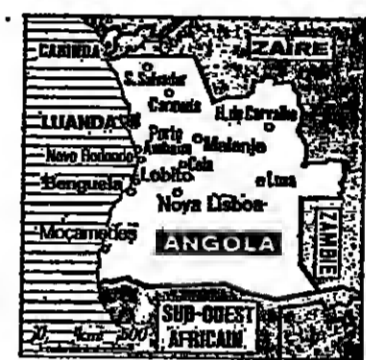 CABINDA
ZAIRE
S. Salvador
Carmona
H. de Carvalho
LUANDA
Porto
Amboim
Malanje
Novo Redondo
Cela
Lobito
Luso
Benguela
Nova Lisboa
Moçamedes
ANGOLA
ZAMBIE
SUD-OUEST
AFRICAIN